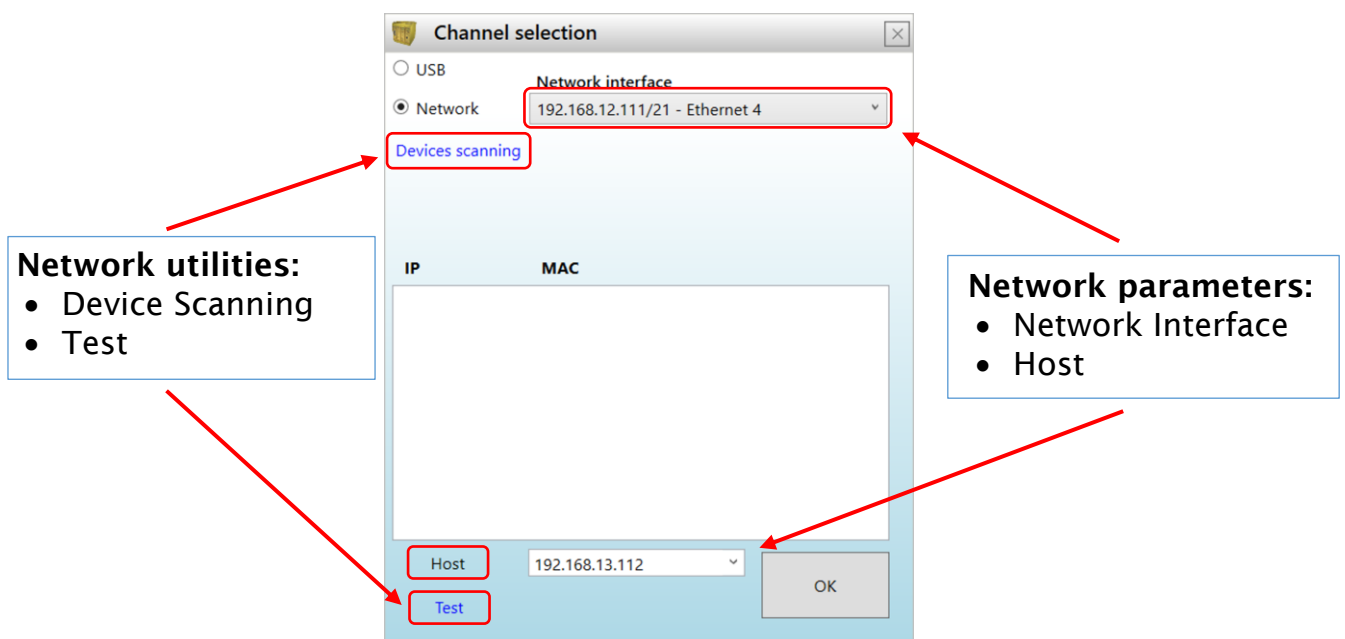 Channel selection
USB
Network interface
Network
192.168.12.111/21 - Ethernet 4
Devices scanning
Network utilities:
• Device Scanning
• Test
IP MAC
Network parameters:
• Network Interface
• Host
Host
192.168.13.112
OK
Test